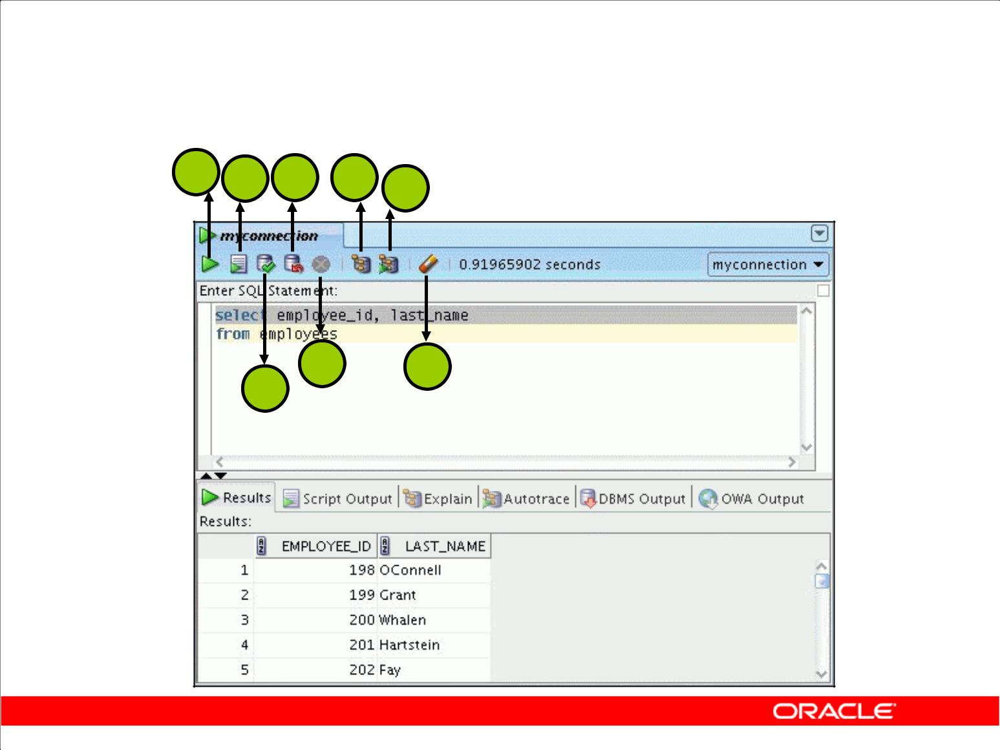 myconnection
0.91965902 seconds
myconnection
Enter SQL Statement:
select employee_id, last_name
from employees
Results Script Output Explain Autotrace DBMS Output OWA Output
Results:
EMPLOYEE_ID LAST_NAME
1 198 OConnell
2 199 Grant
3 200 Whalen
4 201 Hartstein
5 202 Fay
ORACLE